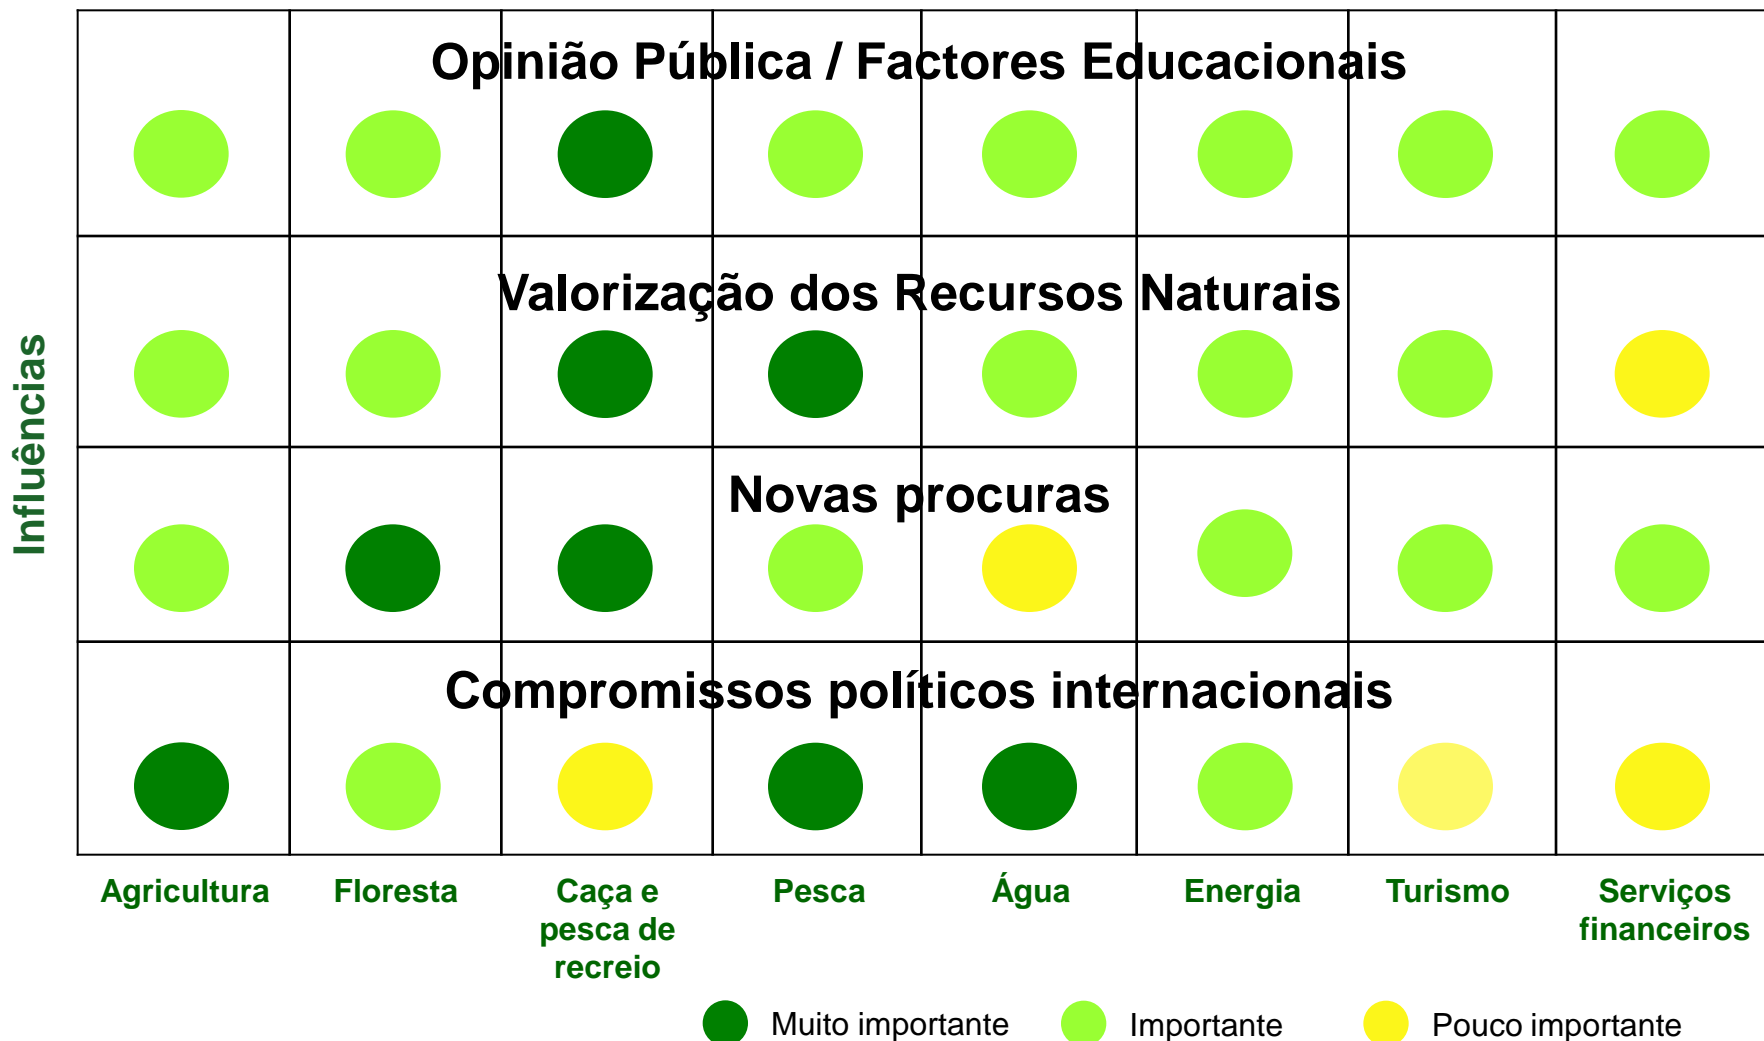 Opinião Pública / Factores Educacionais
Valorização dos Recursos Naturais
Influências
Novas procuras
Compromissos políticos internacionais
Agricultura
Floresta
Caça e
pesca de
recreio
Pesca
Água
Energia
Turismo
Serviços
financeiros
Muito importante
Importante
Pouco importante